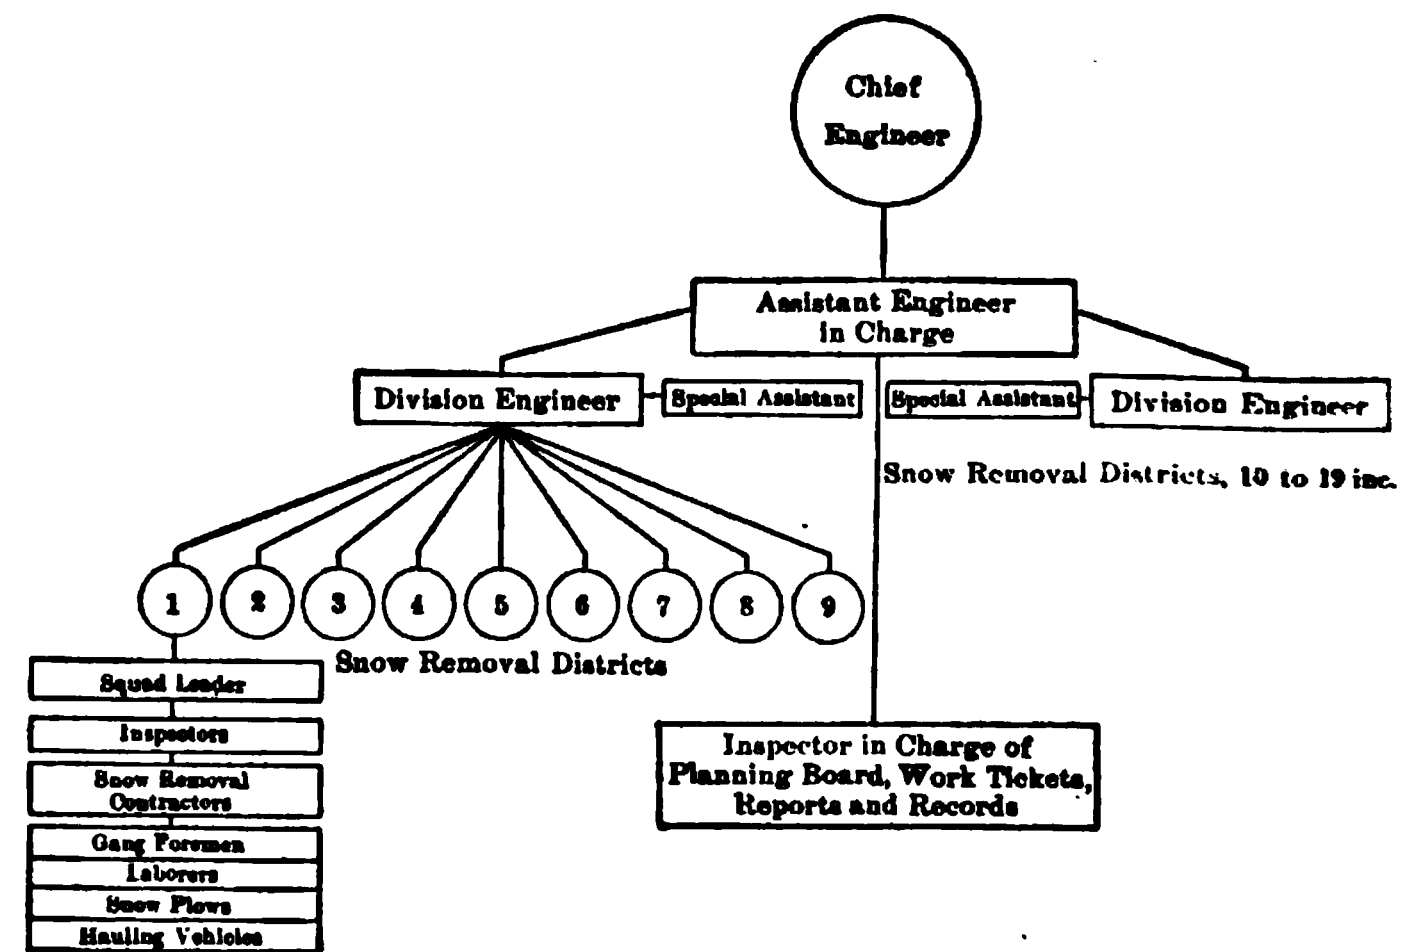 Chief
Engineer
Assistant Engineer
in Charge
Division Engineer
Special Assistant
Special Assistant
Division Engineer
Snow Removal Districts, 10 to 19 inc.
1 2 3 4 5 6 7 8 9
Snow Removal Districts
Squad Leader
Inspectors
Snow Removal
Contractors
Gang Foremen
Laborers
Snow Plows
Hauling Vehicles
Inspector in Charge of
Planning Board, Work Tickets,
Reports and Records